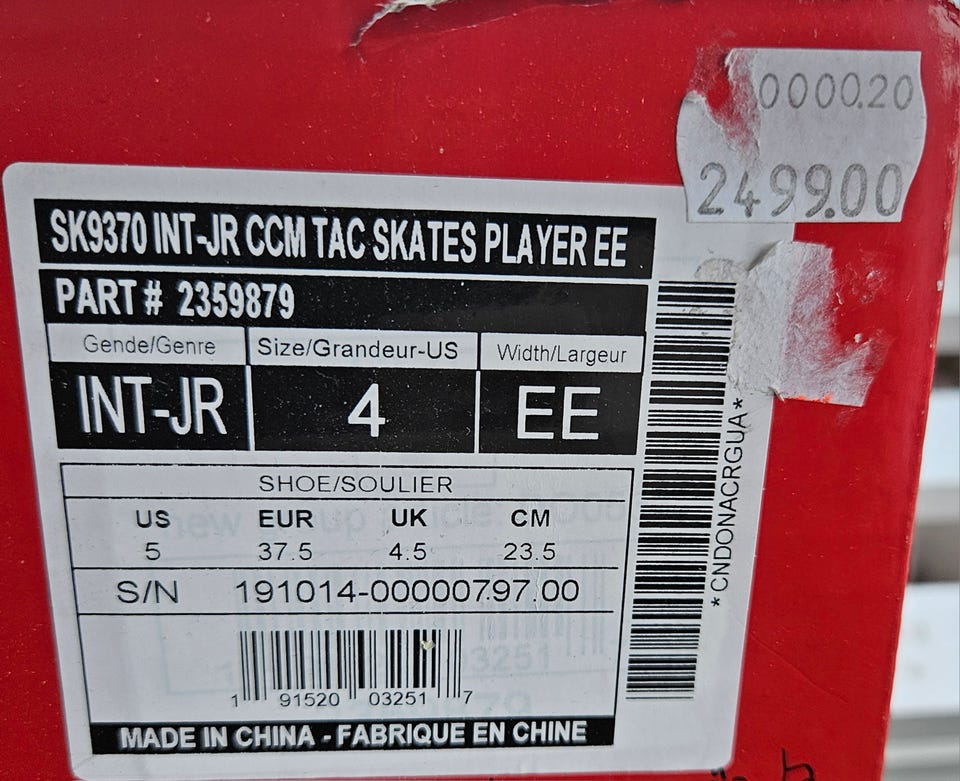 0000.20
2499.00
SK9370 INT-JR CCM TAC SKATES PLAYER EE
PART # 2359879
Gende/Genre Size/Grandeur-US Width/Largeur
INT-JR 4 EE
SHOE/SOULIER
US EUR UK CM
5 37.5 4.5 23.5
S/N 191014-00000797.00
1 91520 03251 7
MADE IN CHINA - FABRIQUE EN CHINE
*CNDONACRGUA*